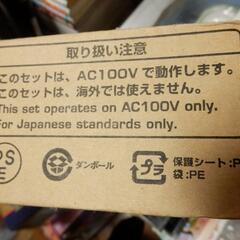 取り扱い注意
このセットは、AC100Vで動作します。
このセットは、海外では使えません。
This set operates on AC100V only.
For Japanese standards only.
PS
E
ダンボール
プラ
保護シート:P
袋:PE